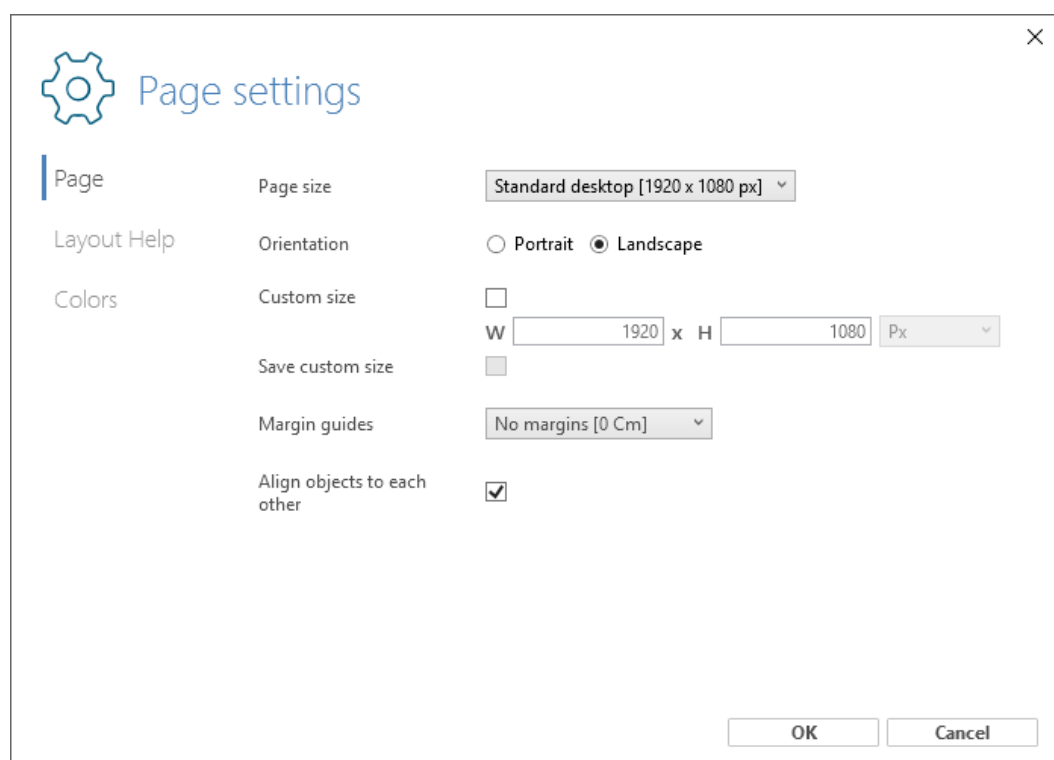 Page settings
Page
Layout Help
Colors
Page size
Standard desktop [1920 x 1080 px]
Orientation
Portrait
Landscape
Custom size
W 1920 x H 1080 Px
Save custom size
Margin guides
No margins [0 Cm]
Align objects to each
other
OK
Cancel